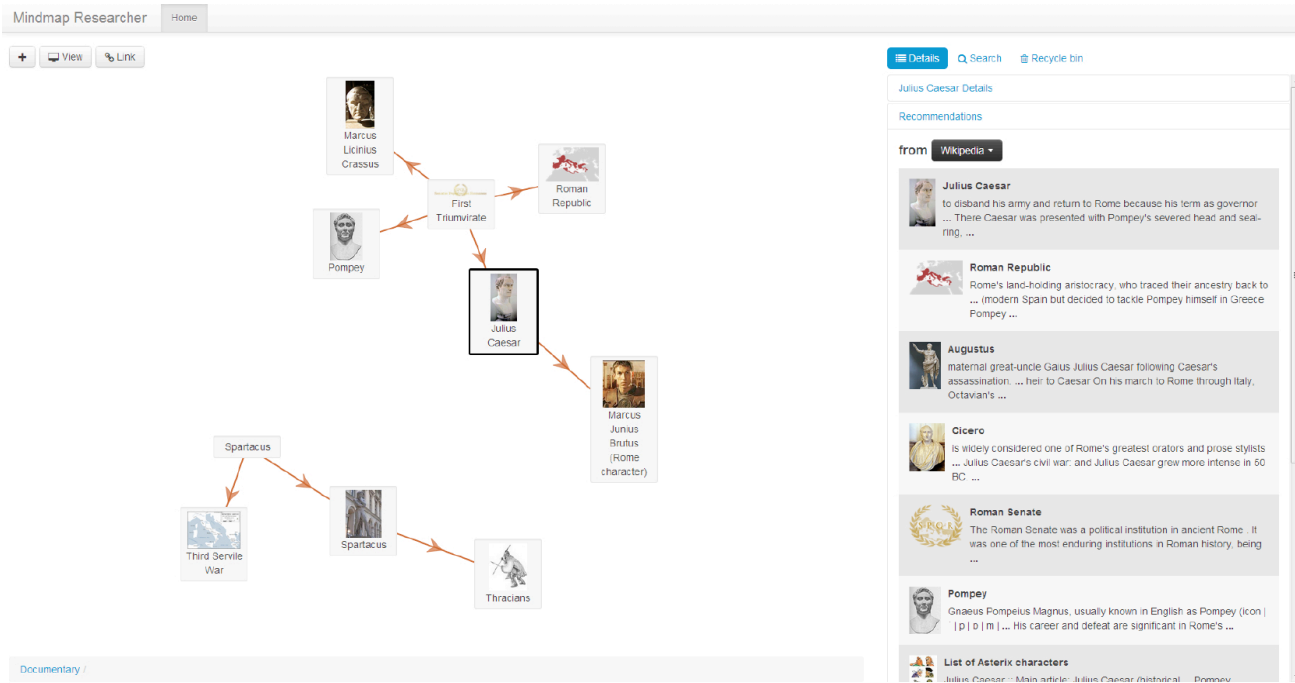 Mindmap Researcher
Home
+
View
Link
Marcus
Licinius
Crassus
Roman
Republic
First
Triumvirate
Pompey
Julius
Caesar
Marcus
Junius
Brutus
(Rome
character)
Spartacus
Third Servile
War
Spartacus
Thracians
Documentary /
Details
Search
Recycle bin
Julius Caesar Details
Recommendations
from Wikipedia
Julius Caesar
to disband his army and return to Rome because his term as governor
... There Caesar was presented with Pompey's severed head and seal-
ring, ...
Roman Republic
Rome's land-holding aristocracy, who traced their ancestry back to
... (modern Spain but decided to tackle Pompey himself in Greece
Pompey ...
Augustus
maternal great-uncle Gaius Julius Caesar following Caesar's
assassination. ... heir to Caesar On his march to Rome through Italy,
Octavian's ...
Cicero
is widely considered one of Rome's greatest orators and prose stylists
... Julius Caesar's civil war: and Julius Caesar grew more intense in 50
BC ...
Roman Senate
The Roman Senate was a political institution in ancient Rome . It
was one of the most enduring institutions in Roman history, being
...
Pompey
Gnaeus Pompeius Magnus, usually known in English as Pompey (icon |
ˈ | p | ɒ | m | ... His career and defeat are significant in Rome's ...
List of Asterix characters
Julius Caesar :: Main article: Julius Caesar (historical ... Pompey